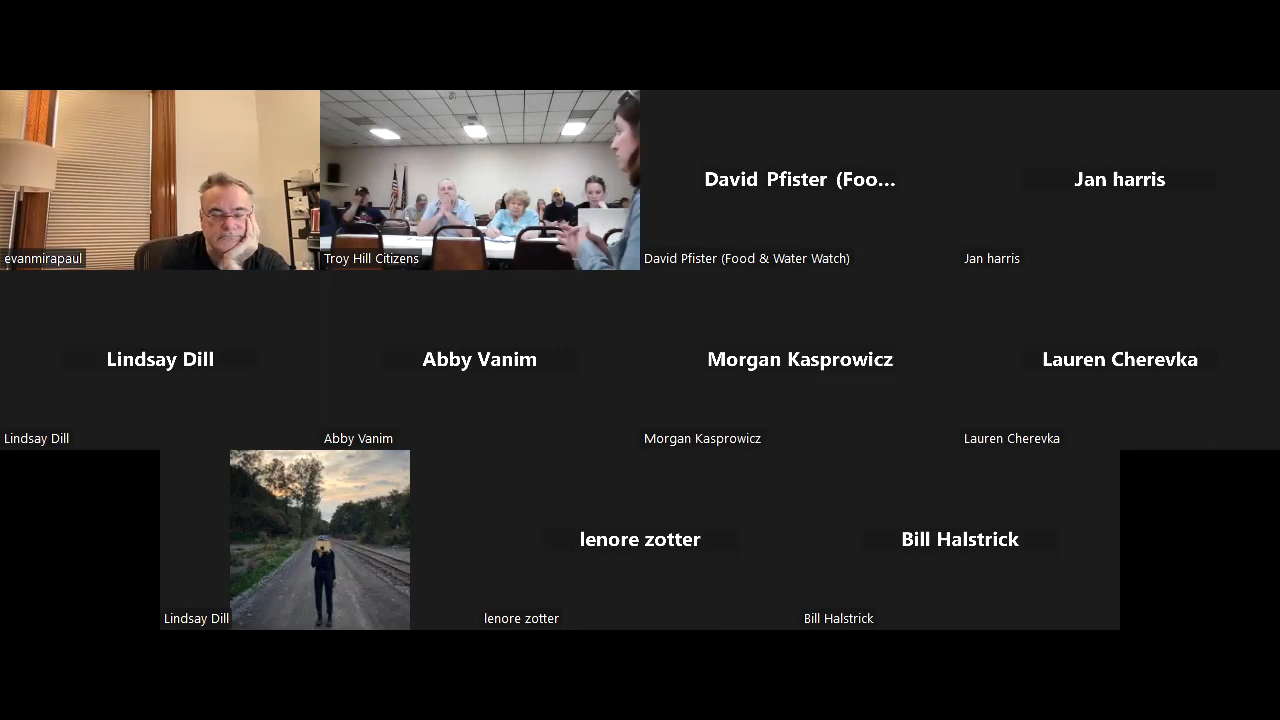 David Pfister (Foo...
Jan harris
evanmirapaul
Troy Hill Citizens
David Pfister (Food & Water Watch)
Jan harris
Lindsay Dill
Abby Vanim
Morgan Kasprowicz
Lauren Cherevka
Lindsay Dill
Abby Vanim
Morgan Kasprowicz
Lauren Cherevka
lenore zotter
Bill Halstrick
Lindsay Dill
lenore zotter
Bill Halstrick